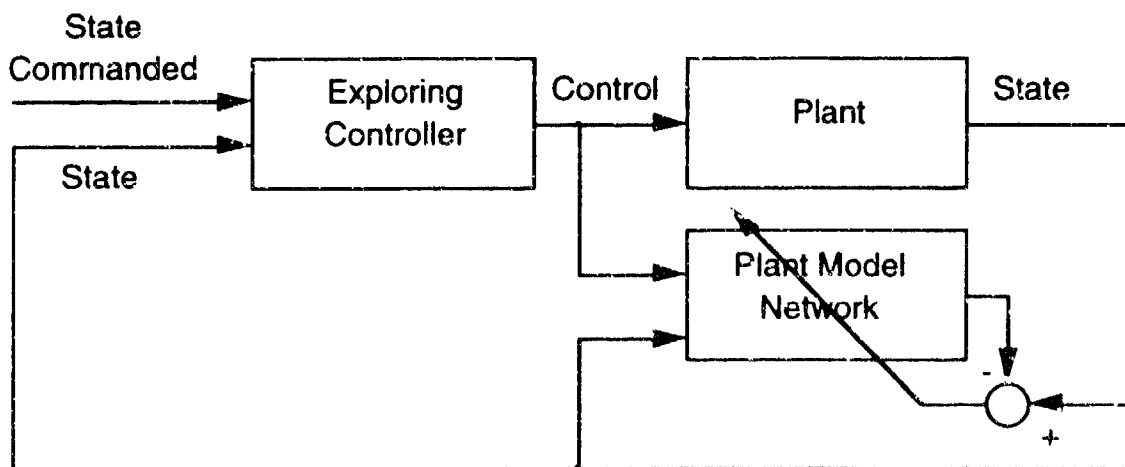 State
Commanded
Exploring
Controller
Control
Plant
State
State
Plant Model
Network
-
+